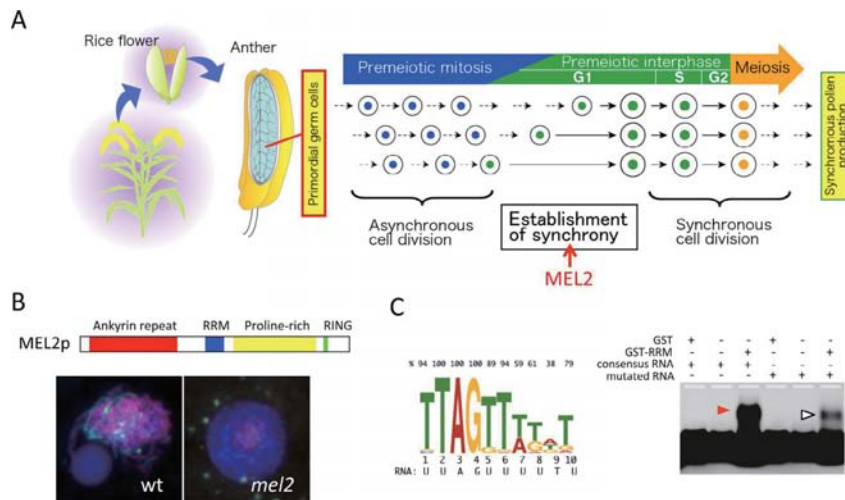 A
Rice flower
Anther
Primordial germ cells
Premeiotic mitosis
Premeiotic interphase
Meiosis
G1
S
G2
Synchronous pollen
production
Asynchronous
cell division
Establishment
of synchrony
Synchronous
cell division
MEL2
B
Ankyrin repeat
RRM
Proline-rich
RING
MEL2p
wt
mel2
C
% 94 100 100 100 89 94 59 61 38 79
TTAGTT
1 2 3 4 5 6 7 8 9 10
RNA: U U A G U U U U T U
GST + - - + - -
GST-RRM - - + - - +
consensus RNA + + + - - -
mutated RNA - - - + + +